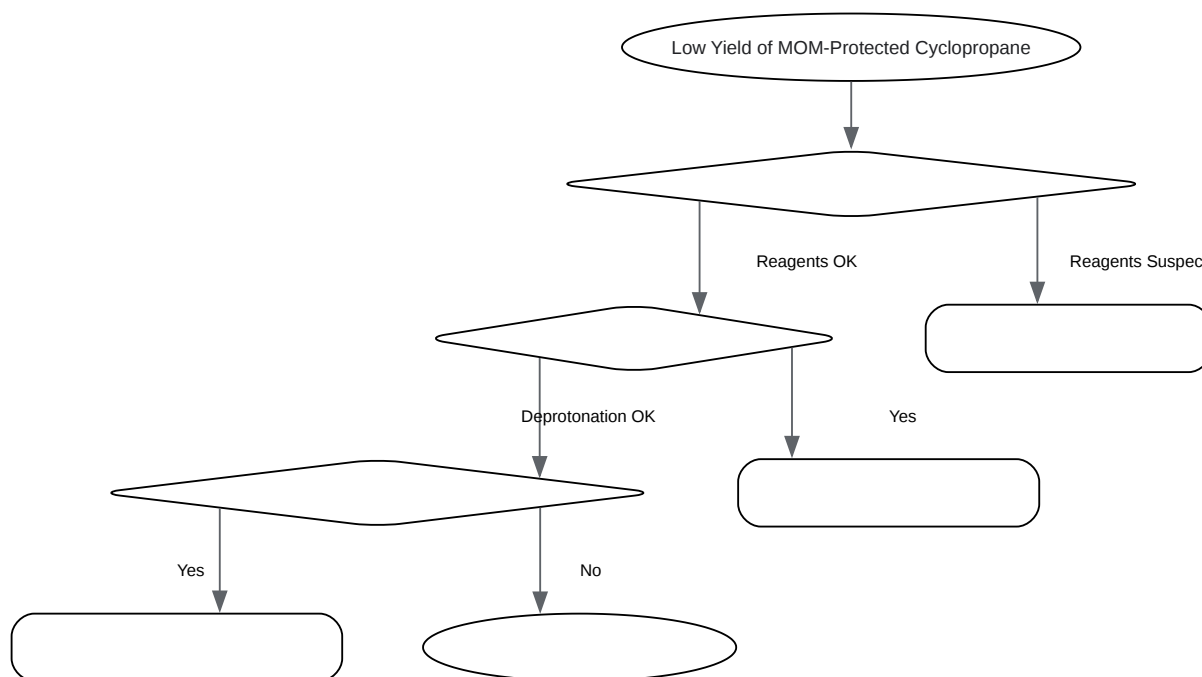 Low Yield of MOM-Protected Cyclopropane
Reagents OK
Reagents Suspec
Deprotonation OK
Yes
Yes
No